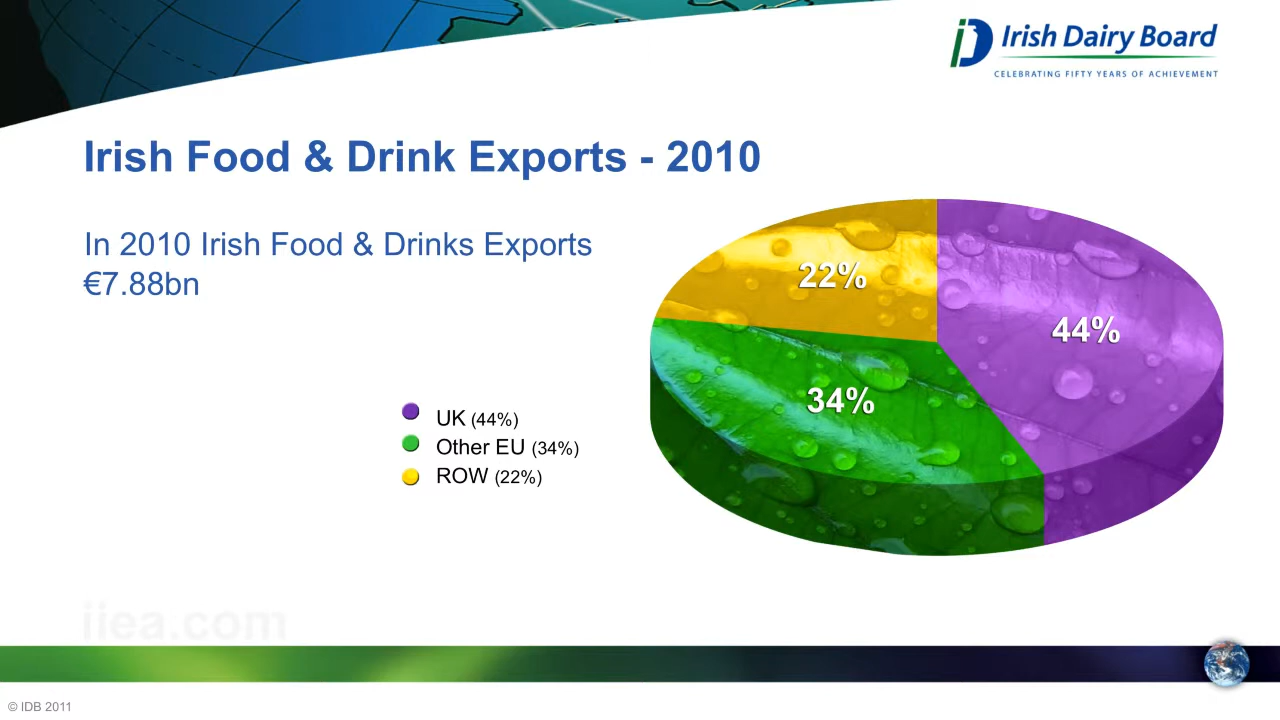 Irish Dairy Board
CELEBRATING FIFTY YEARS OF ACHIEVEMENT
Irish Food & Drink Exports - 2010
In 2010 Irish Food & Drinks Exports
€7.88bn
22%
44%
34%
UK (44%)
Other EU (34%)
ROW (22%)
iiea.com
© IDB 2011